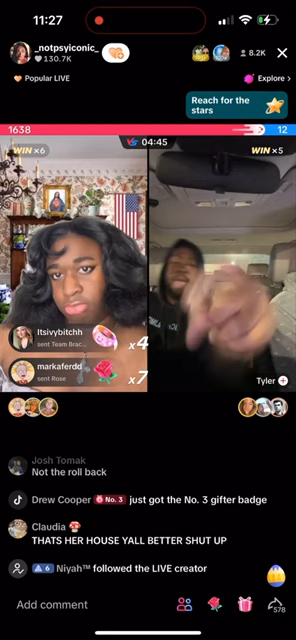 11:27
_notpsyiconic_
130.7K
8.2K
Popular LIVE
Explore >
Reach for the
stars
1638
12
WIN ×6
VS 04:45
WIN ×5
Itsivybitchh
sent Team Brac...
x4
markaferdd
sent Rose
x7
Tyler
Josh Tomak
Not the roll back
Drew Cooper No. 3 just got the No. 3 gifter badge
Claudia 🍄
THATS HER HOUSE YALL BETTER SHUT UP
6 Niyah™ followed the LIVE creator
Add comment
578